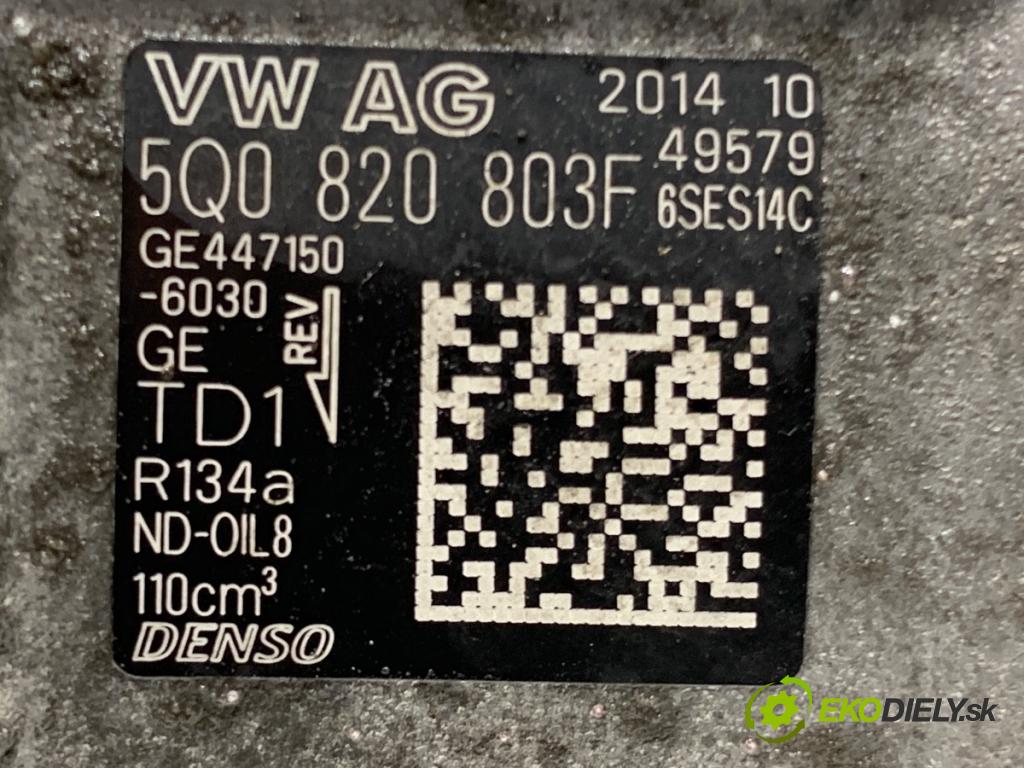 VW AG 2014 10
49579
5Q0 820 803F 6SES14C
GE447150
-6030
GE
REV
TD1
R134a
ND-OIL8
110cm³
DENSO
EKODIELY.sk